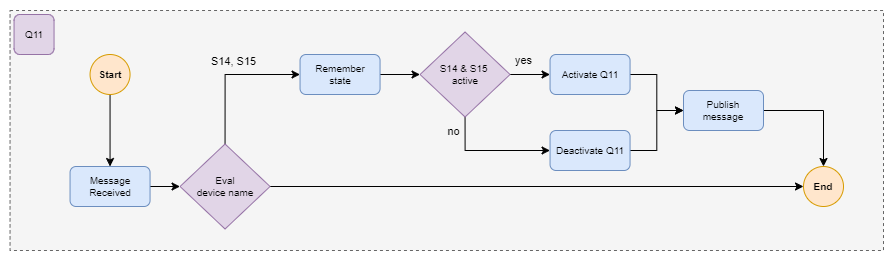 Q11
S14, S15
Start
Remember
state
S14 & S15
active
yes
Activate Q11
Publish
message
no
Deactivate Q11
Message
Received
Eval
device name
End